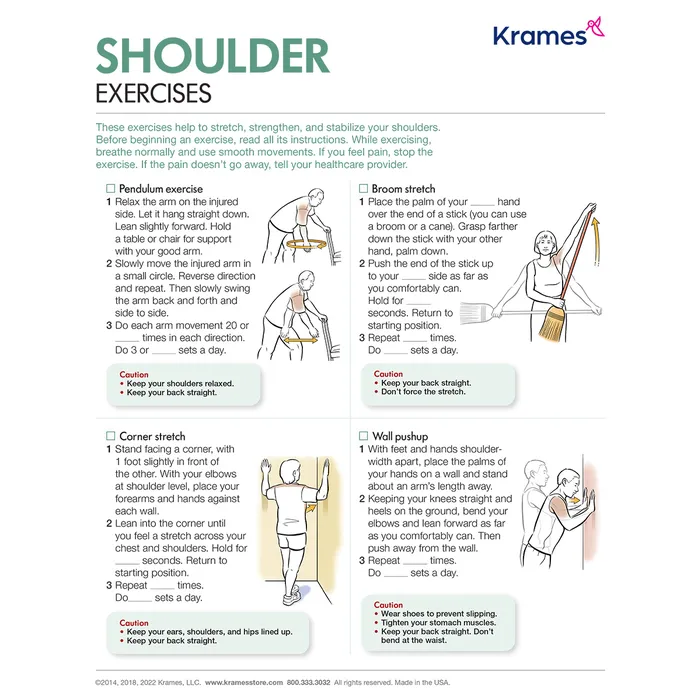 Krames
SHOULDER
EXERCISES
These exercises help to stretch, strengthen, and stabilize your shoulders.
Before beginning an exercise, read all its instructions. While exercising,
breathe normally and use smooth movements. If you feel pain, stop the
exercise. If the pain doesn't go away, tell your healthcare provider.
Pendulum exercise
1 Relax the arm on the injured
side. Let it hang straight down.
Lean slightly forward. Hold
a table or chair for support
with your good arm.
2 Slowly move the injured arm in
a small circle. Reverse direction
and repeat. Then slowly swing
the arm back and forth and
side to side.
3 Do each arm movement 20 or
_____ times in each direction.
Do 3 or _____ sets a day.
Caution
• Keep your shoulders relaxed.
• Keep your back straight.
Broom stretch
1 Place the palm of your _____ hand
over the end of a stick (you can use
a broom or a cane). Grasp farther
down the stick with your other
hand, palm down.
2 Push the end of the stick up
to your _____ side as far as
you comfortably can.
Hold for _____
seconds. Return to
starting position.
3 Repeat _____ times.
Do _____ sets a day.
Caution
• Keep your back straight.
• Don't force the stretch.
Corner stretch
1 Stand facing a corner, with
1 foot slightly in front of
the other. With your elbows
at shoulder level, place your
forearms and hands against
each wall.
2 Lean into the corner until
you feel a stretch across your
chest and shoulders. Hold for
_____ seconds. Return to
starting position.
3 Repeat _____ times.
Do_____ sets a day.
Caution
• Keep your ears, shoulders, and hips lined up.
• Keep your back straight.
Wall pushup
1 With feet and hands shoulder-
width apart, place the palms of
your hands on a wall and stand
about an arm's length away.
2 Keeping your knees straight and
heels on the ground, bend your
elbows and lean forward as far
as you comfortably can. Then
push away from the wall.
3 Repeat _____ times.
Do _____ sets a day.
Caution
• Wear shoes to prevent slipping.
• Tighten your stomach muscles.
• Keep your back straight. Don't
bend at the waist.
©2014, 2018, 2022 Krames, LLC. www.kramesstore.com 800.333.3032 All rights reserved. Made in the USA.